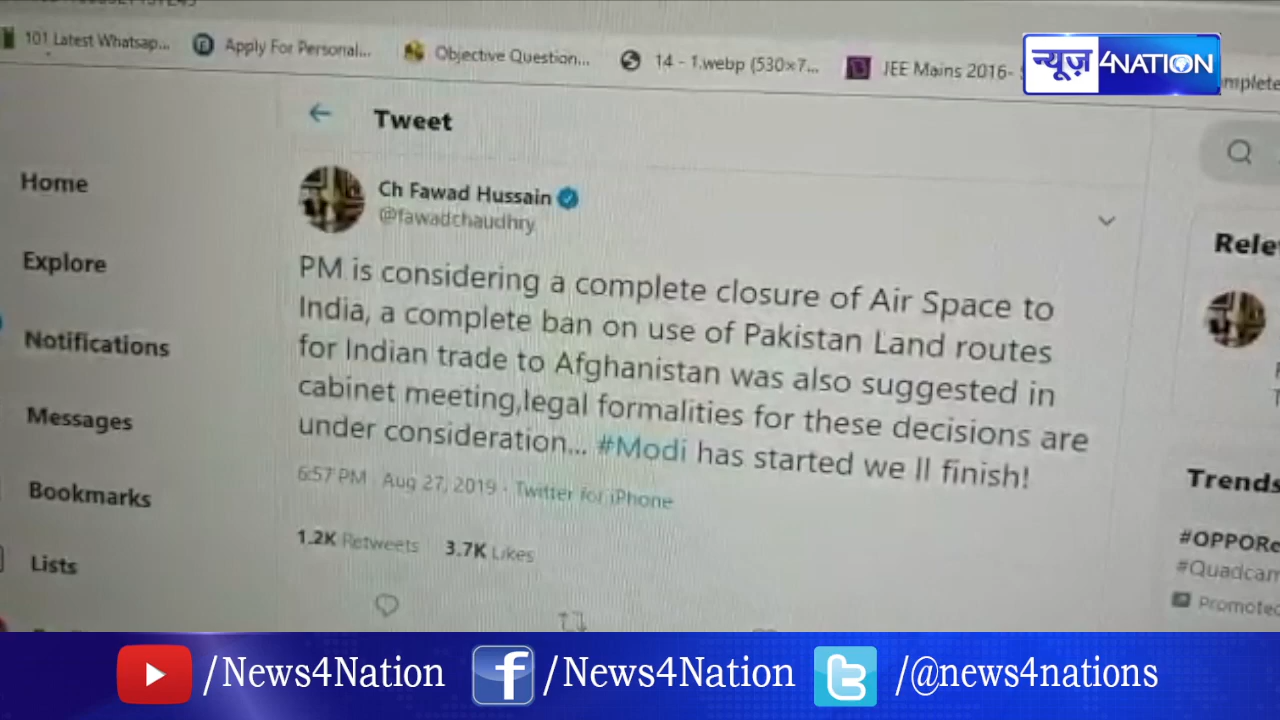 101 Latest Whatsap...
Apply For Personal...
Objective Question...
14 - 1.webp (530×7...
JEE Mains 2016-
न्यूज़ 4NATION
mplete
Tweet
Home
Explore
Notifications
Messages
Bookmarks
Lists
Ch Fawad Hussain
@fawadchaudhry
PM is considering a complete closure of Air Space to
India, a complete ban on use of Pakistan Land routes
for Indian trade to Afghanistan was also suggested in
cabinet meeting,legal formalities for these decisions are
under consideration... #Modi has started we ll finish!
6:57 PM · Aug 27, 2019 · Twitter for iPhone
1.2K Retweets 3.7K Likes
Rele
Trends
#OPPORe
#Quadcam
Promoted
/News4Nation
/News4Nation
/@news4nations